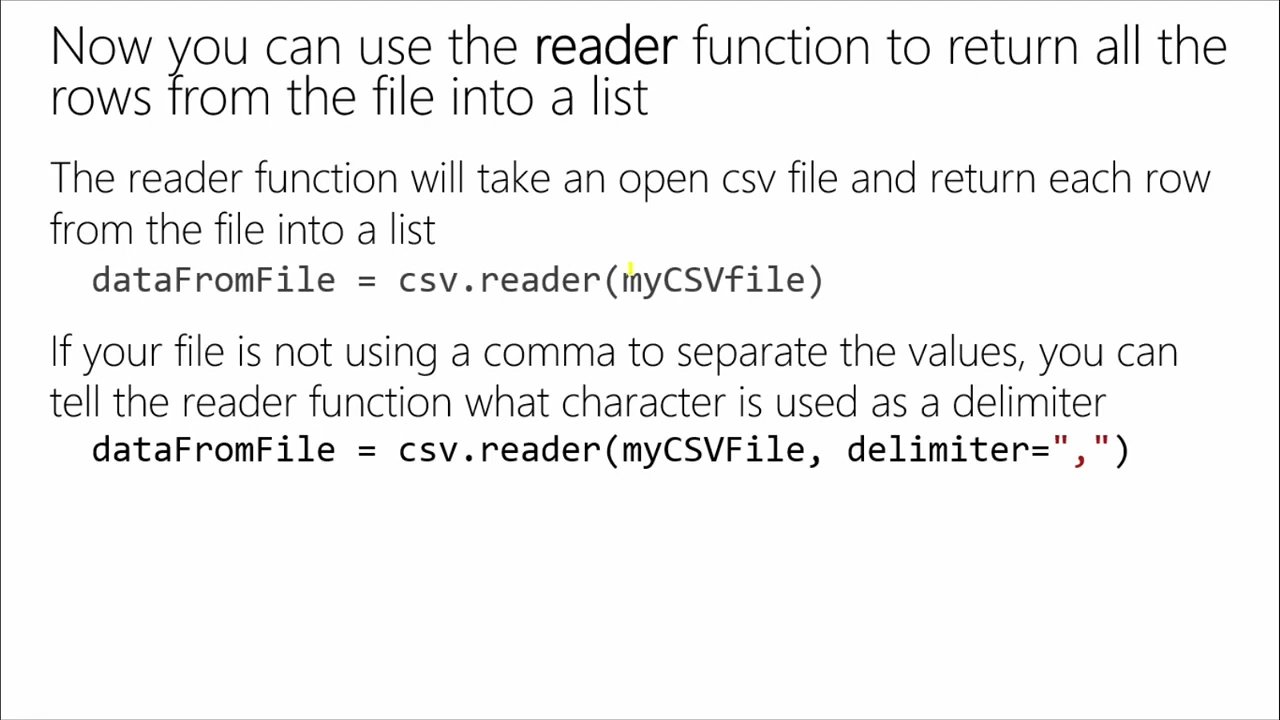 Now you can use the reader function to return all the
rows from the file into a list
The reader function will take an open csv file and return each row
from the file into a list
dataFromFile = csv.reader(myCSVfile)
If your file is not using a comma to separate the values, you can
tell the reader function what character is used as a delimiter
dataFromFile = csv.reader(myCSVFile, delimiter=",")